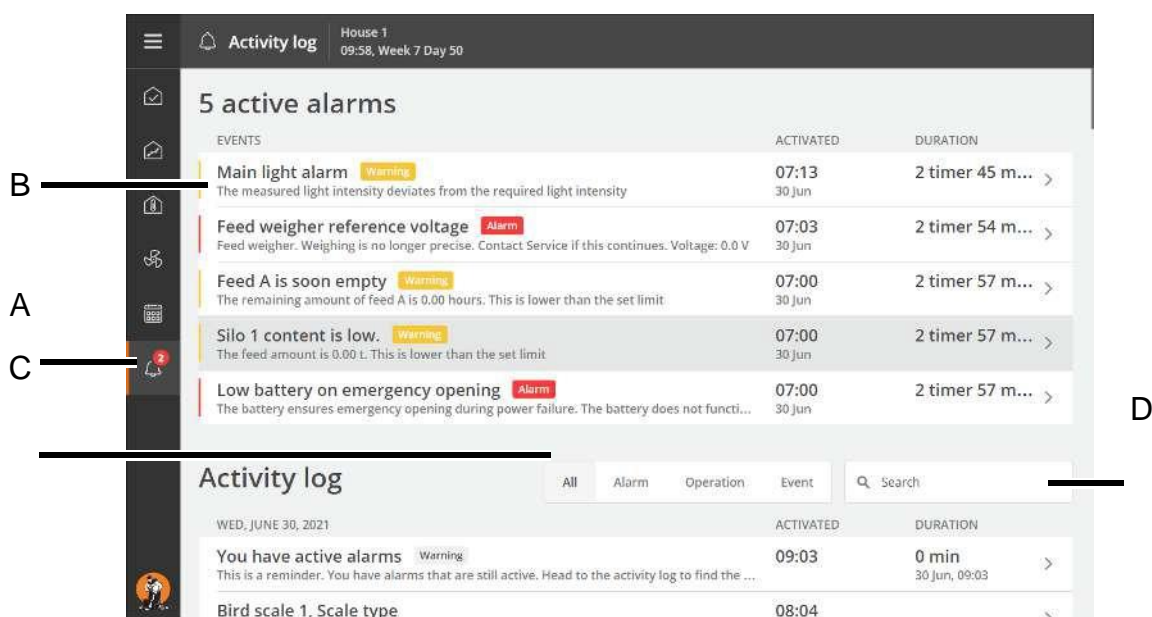 Activity log
House 1
09:58, Week 7 Day 50
5 active alarms
EVENTS ACTIVATED DURATION
B
Main light alarm Warning 07:13 2 timer 45 m...
The measured light intensity deviates from the required light intensity 30 Jun
Feed weigher reference voltage Alarm 07:03 2 timer 54 m...
Feed weigher. Weighing is no longer precise. Contact Service if this continues. Voltage: 0.0 V 30 Jun
Feed A is soon empty Warning 07:00 2 timer 57 m...
The remaining amount of feed A is 0.00 hours. This is lower than the set limit 30 Jun
A
Silo 1 content is low. Warning 07:00 2 timer 57 m...
The feed amount is 0.00 t. This is lower than the set limit 30 Jun
C
2
Low battery on emergency opening Alarm 07:00 2 timer 57 m...
The battery ensures emergency opening during power failure. The battery does not functi... 30 Jun
D
Activity log All Alarm Operation Event Search
WED, JUNE 30, 2021 ACTIVATED DURATION
You have active alarms Warning 09:03 0 min
This is a reminder. You have alarms that are still active. Head to the activity log to find the ... 30 Jun, 09:03
Bird scale 1, Scale type 08:04